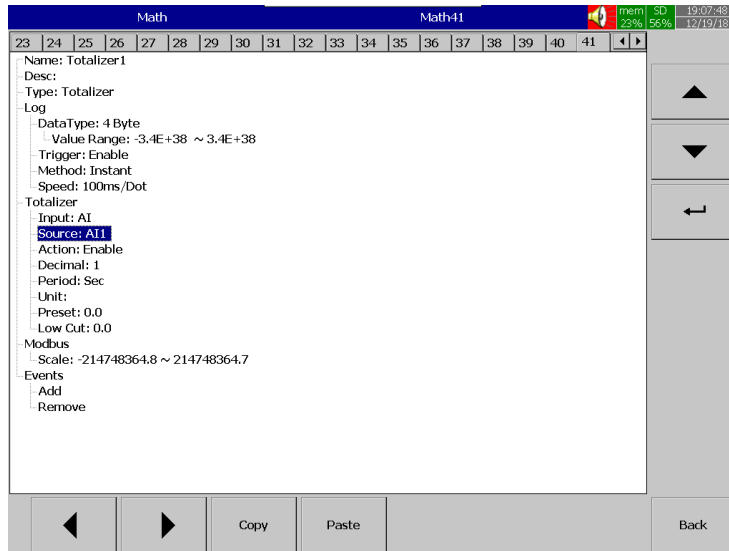 Math Math41 mem SD 19:07:48
23% 56% 12/19/18
23 24 25 26 27 28 29 30 31 32 33 34 35 36 37 38 39 40 41
Name: Totalizer1
Desc:
Type: Totalizer
Log
DataType: 4 Byte
Value Range: -3.4E+38 ~ 3.4E+38
Trigger: Enable
Method: Instant
Speed: 100ms/Dot
Totalizer
Input: AI
Source: AI1
Action: Enable
Decimal: 1
Period: Sec
Unit:
Preset: 0.0
Low Cut: 0.0
Modbus
Scale: -214748364.8 ~ 214748364.7
Events
Add
Remove
Copy Paste Back